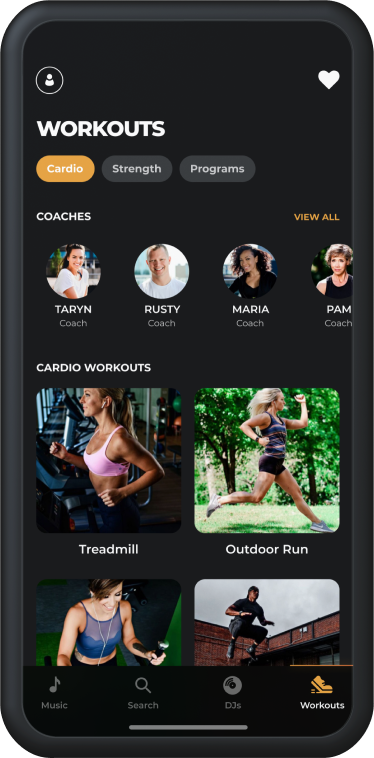 WORKOUTS
Cardio Strength Programs
COACHES VIEW ALL
TARYN RUSTY MARIA PAM
Coach Coach Coach Coach
CARDIO WORKOUTS
Treadmill Outdoor Run
Music Search DJs Workouts